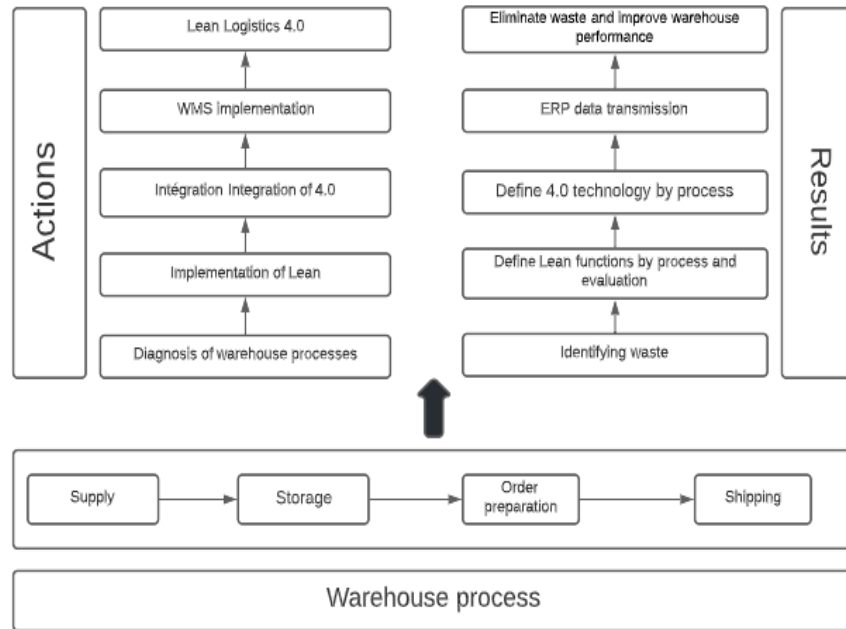 Actions
Lean Logistics 4.0
WMS implementation
Intégration Integration of 4.0
Implementation of Lean
Diagnosis of warehouse processes
Eliminate waste and improve warehouse
performance
ERP data transmission
Define 4.0 technology by process
Define Lean functions by process and
evaluation
Identifying waste
Results
Supply
Storage
Order
preparation
Shipping
Warehouse process